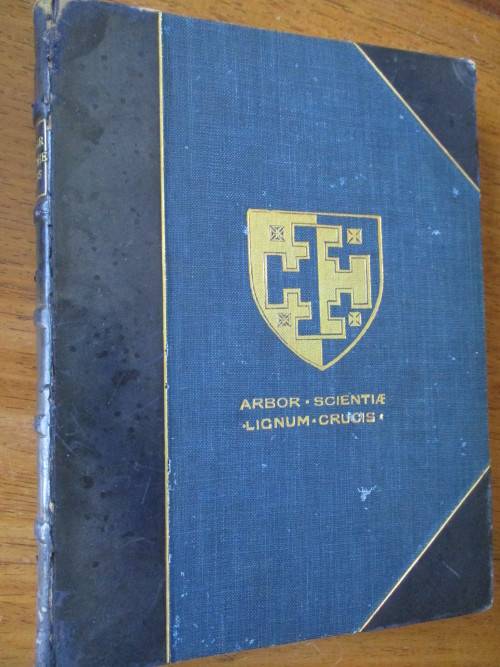 ARBOR · SCIENTIÆ
·LIGNUM · CRUCIS ·